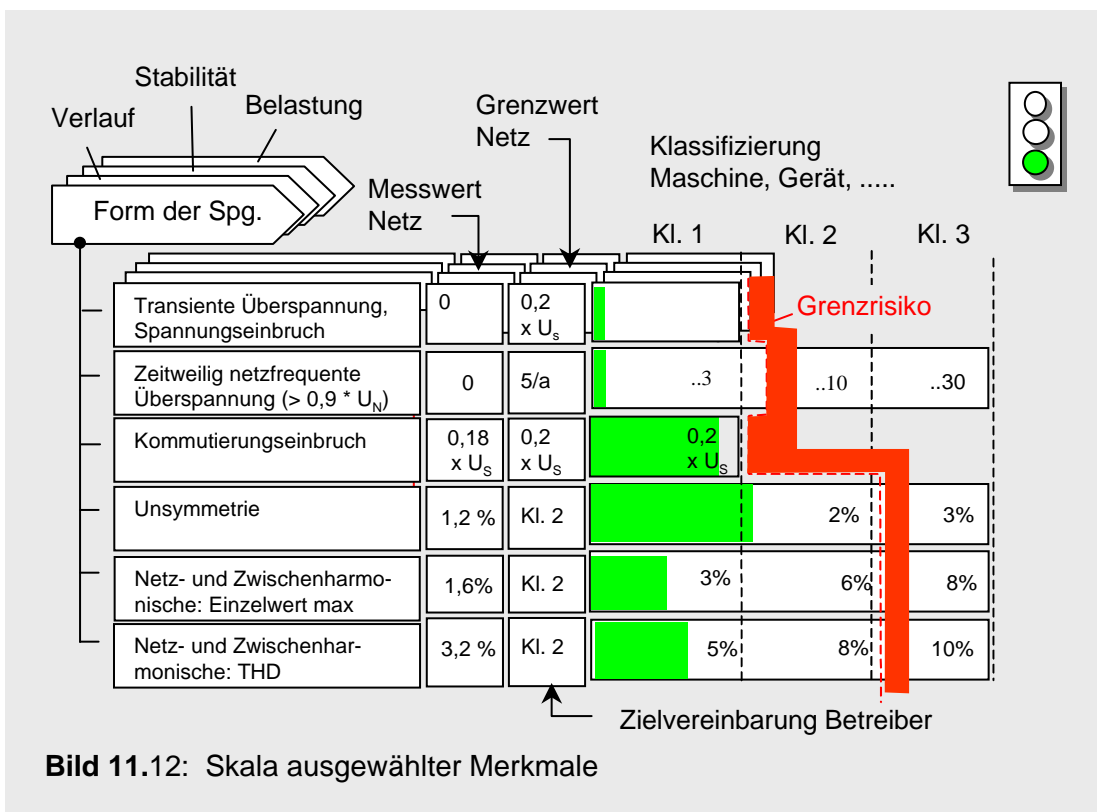 Stabilität
Verlauf
Belastung
Form der Spg.
Messwert
Netz
Grenzwert
Netz
Klassifizierung
Maschine, Gerät, .....
Kl. 1
Kl. 2
Kl. 3
Transiente Überspannung,
Spannungseinbruch
0
0,2
x Us
Grenzrisiko
Zeitweilig netzfrequente
Überspannung (> 0,9 * UN)
0
5/a
..3
..10
..30
Kommutierungseinbruch
0,18
x US
0,2
x US
0,2
x US
Unsymmetrie
1,2 %
Kl. 2
2%
3%
Netz- und Zwischenharmo-
nische: Einzelwert max
1,6%
Kl. 2
3%
6%
8%
Netz- und Zwischenhar-
monische: THD
3,2 %
Kl. 2
5%
8%
10%
Zielvereinbarung Betreiber
Bild 11.12: Skala ausgewählter Merkmale